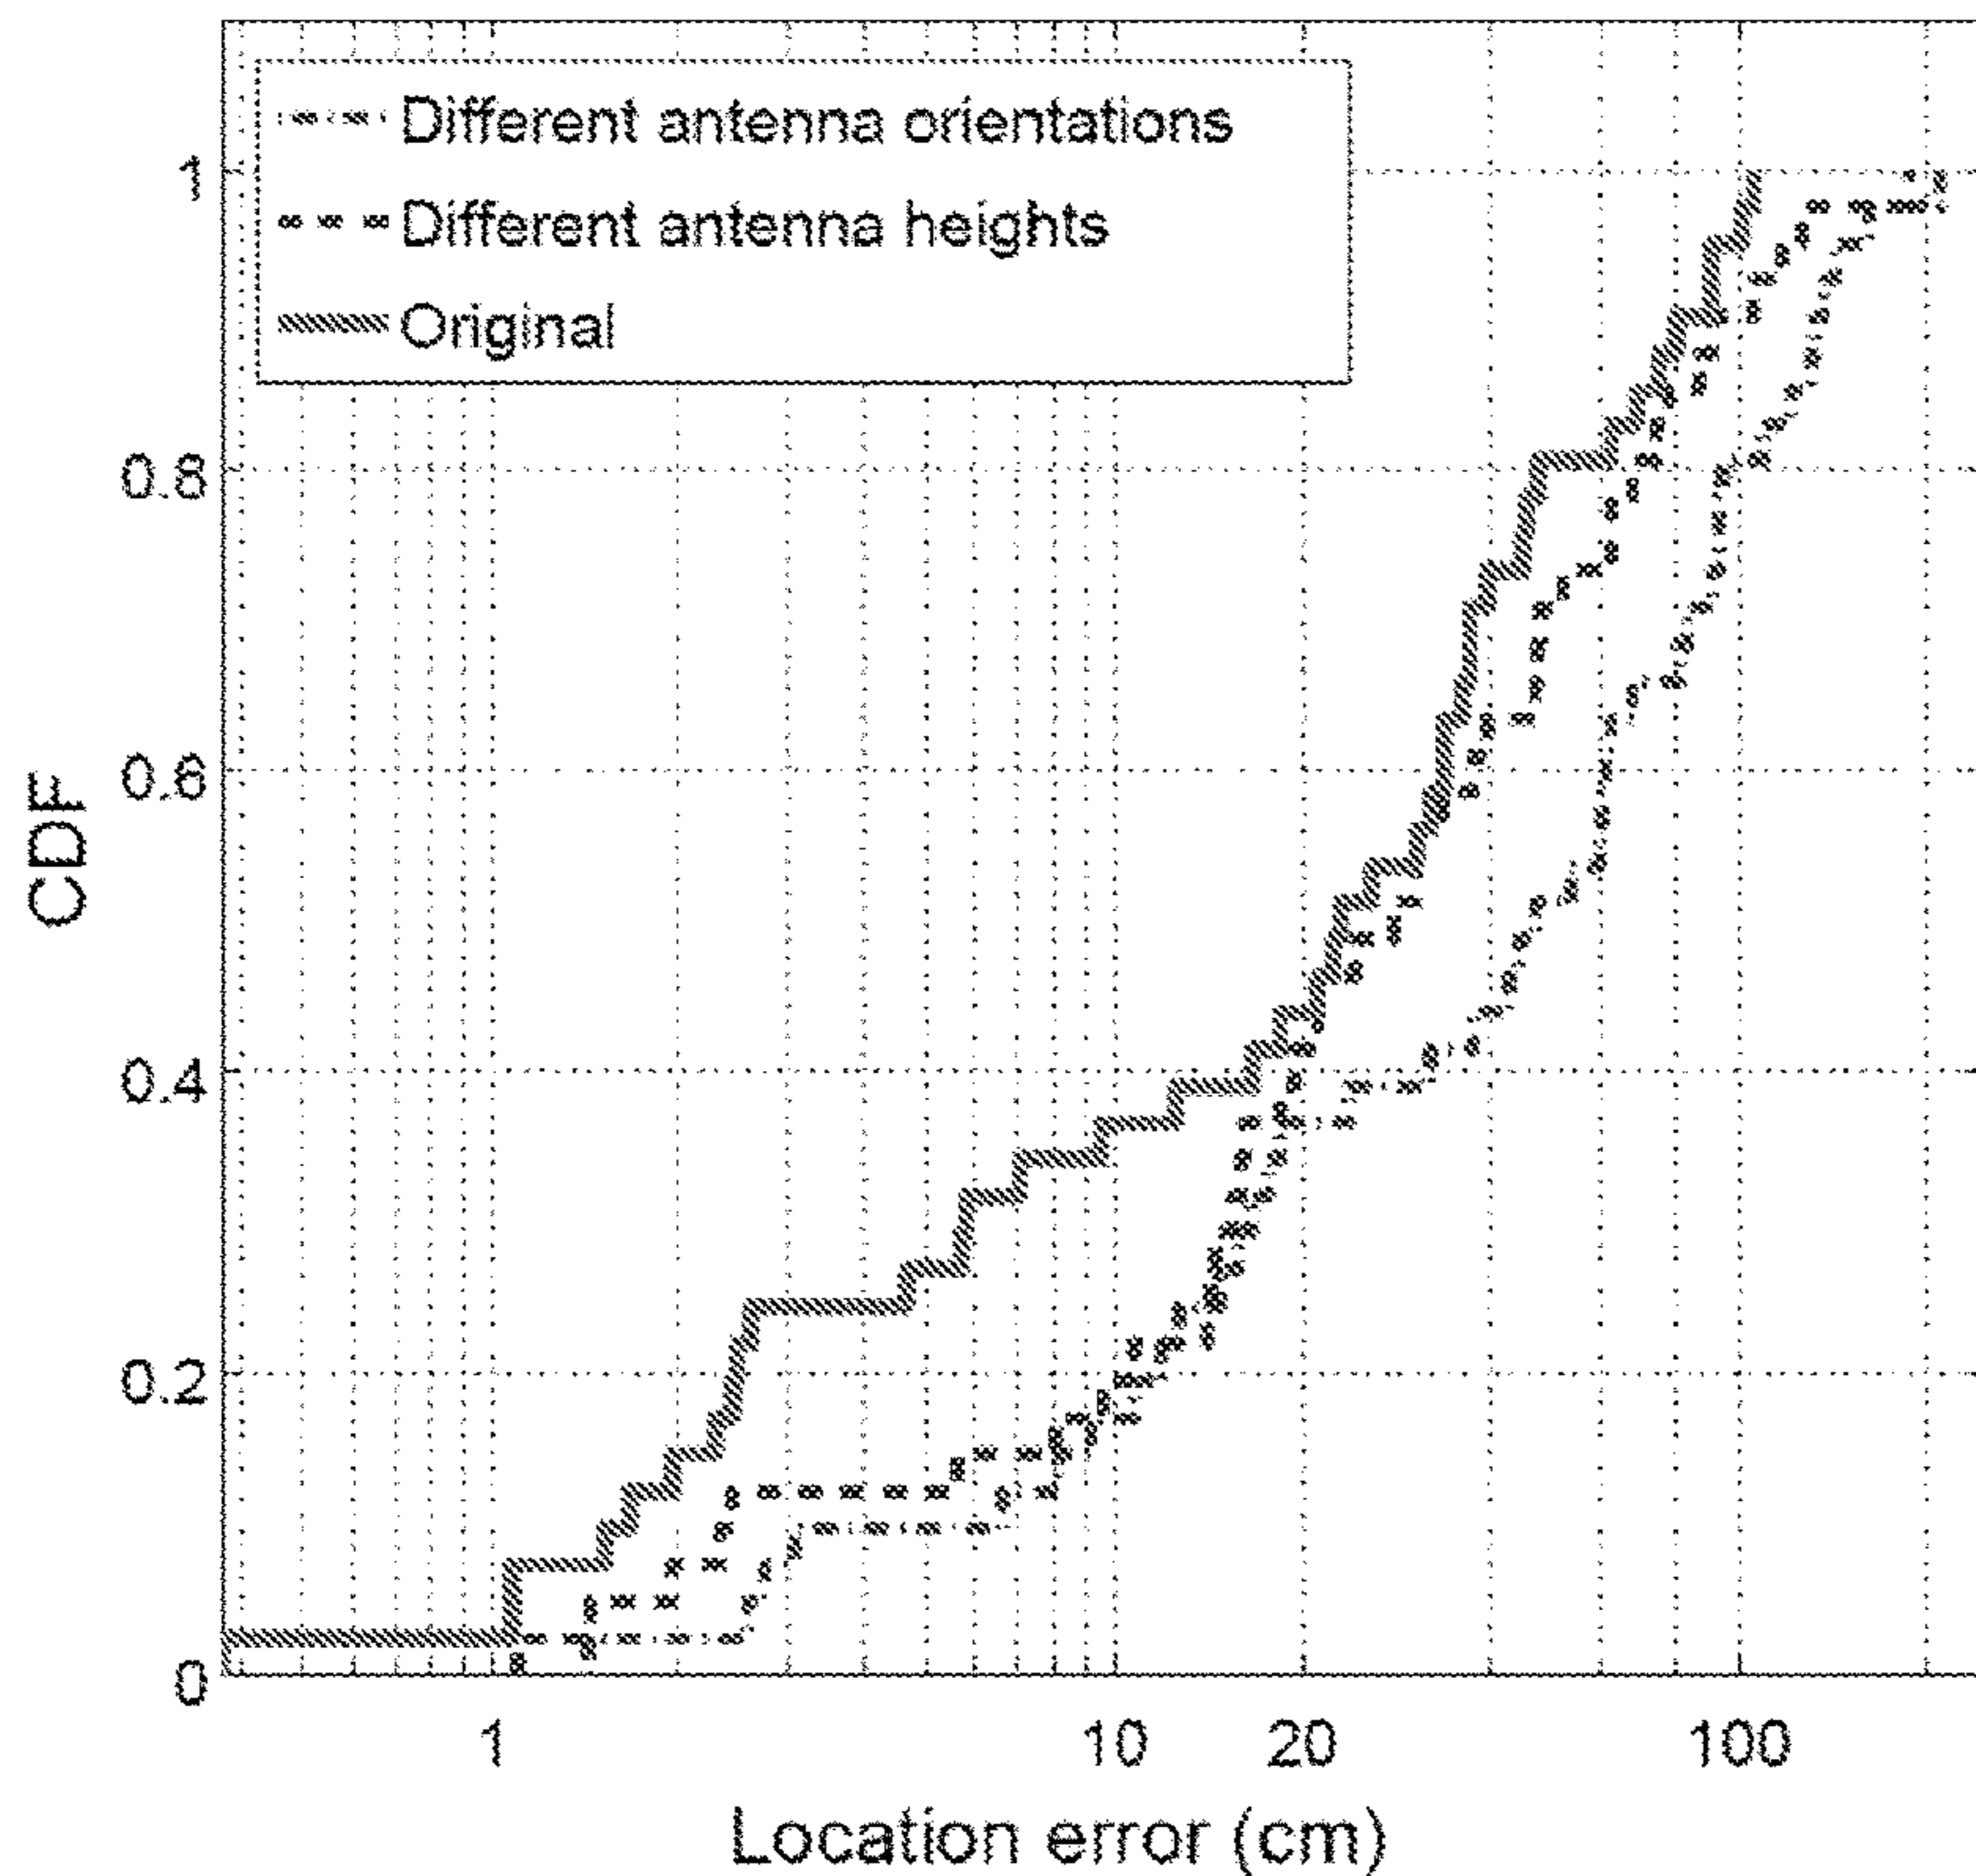 Different antenna orientations
Different antenna heights
Original
1
0.8
0.6
0.4
0.2
0
CDF
1 10 20 100
Location error (cm)